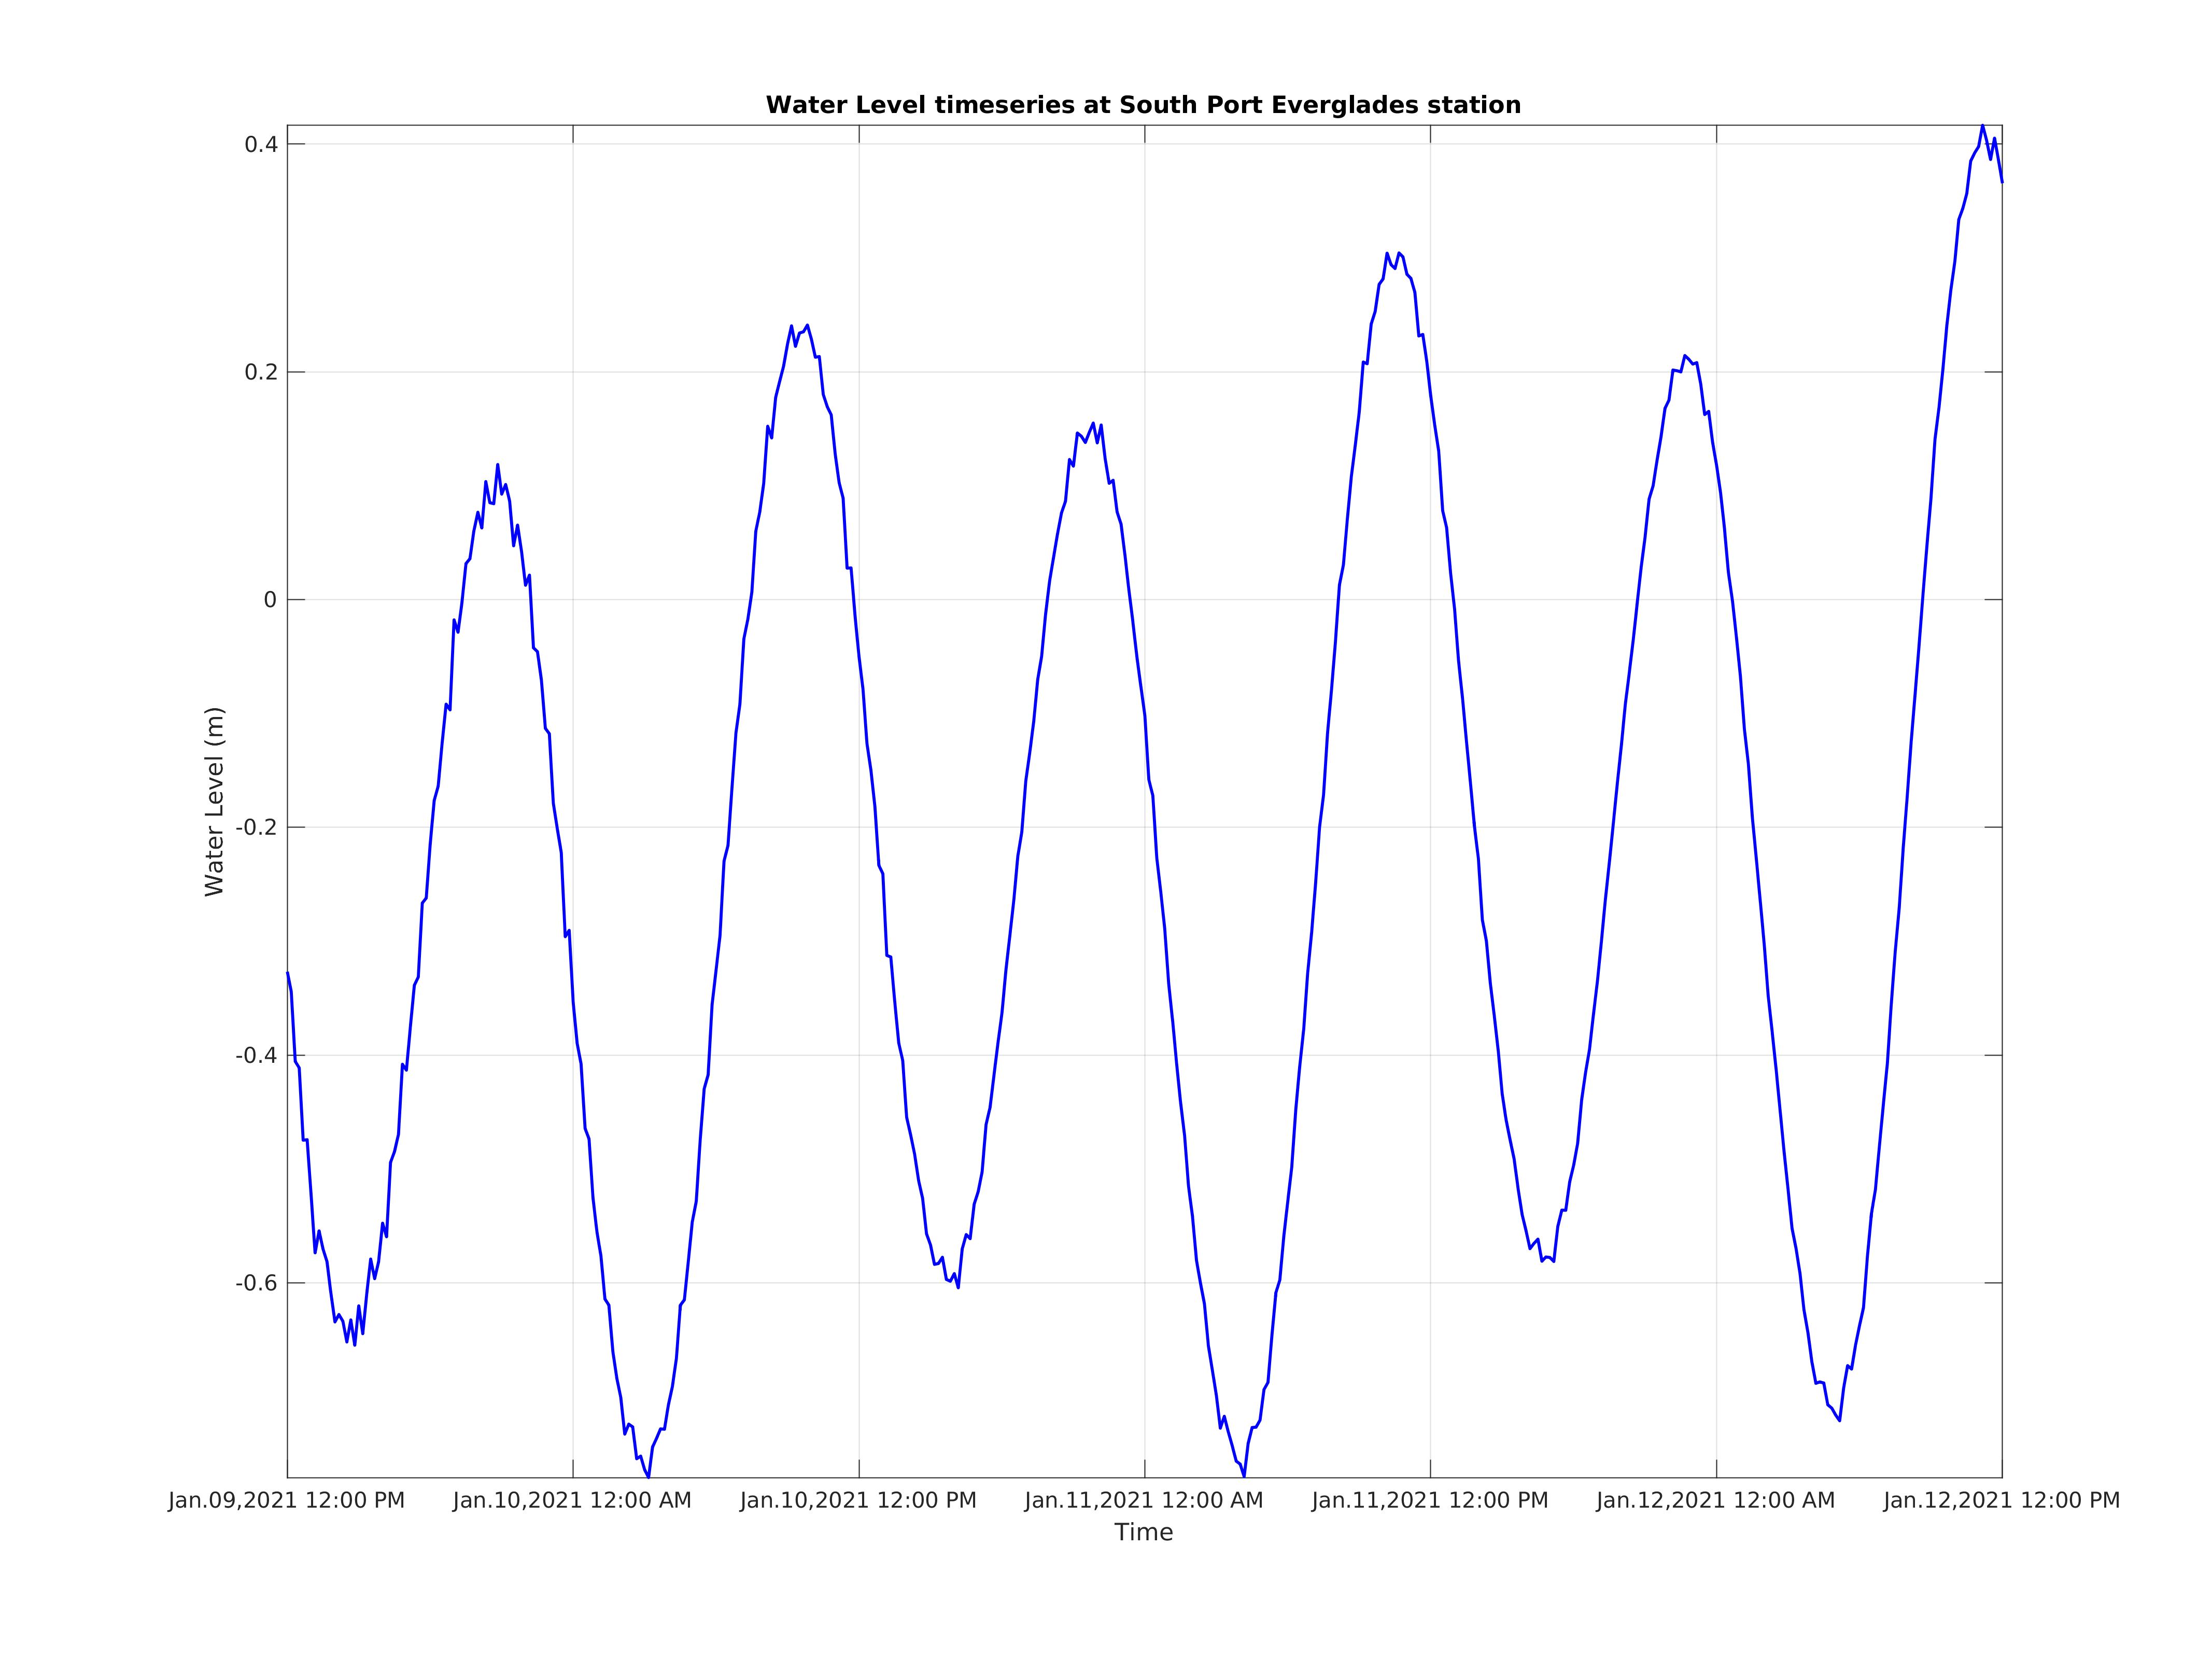 Water Level timeseries at South Port Everglades station
0.4
0.2
0
-0.2
-0.4
-0.6
Water Level (m)
Jan.09,2021 12:00 PM
Jan.10,2021 12:00 AM
Jan.10,2021 12:00 PM
Jan.11,2021 12:00 AM
Jan.11,2021 12:00 PM
Jan.12,2021 12:00 AM
Jan.12,2021 12:00 PM
Time